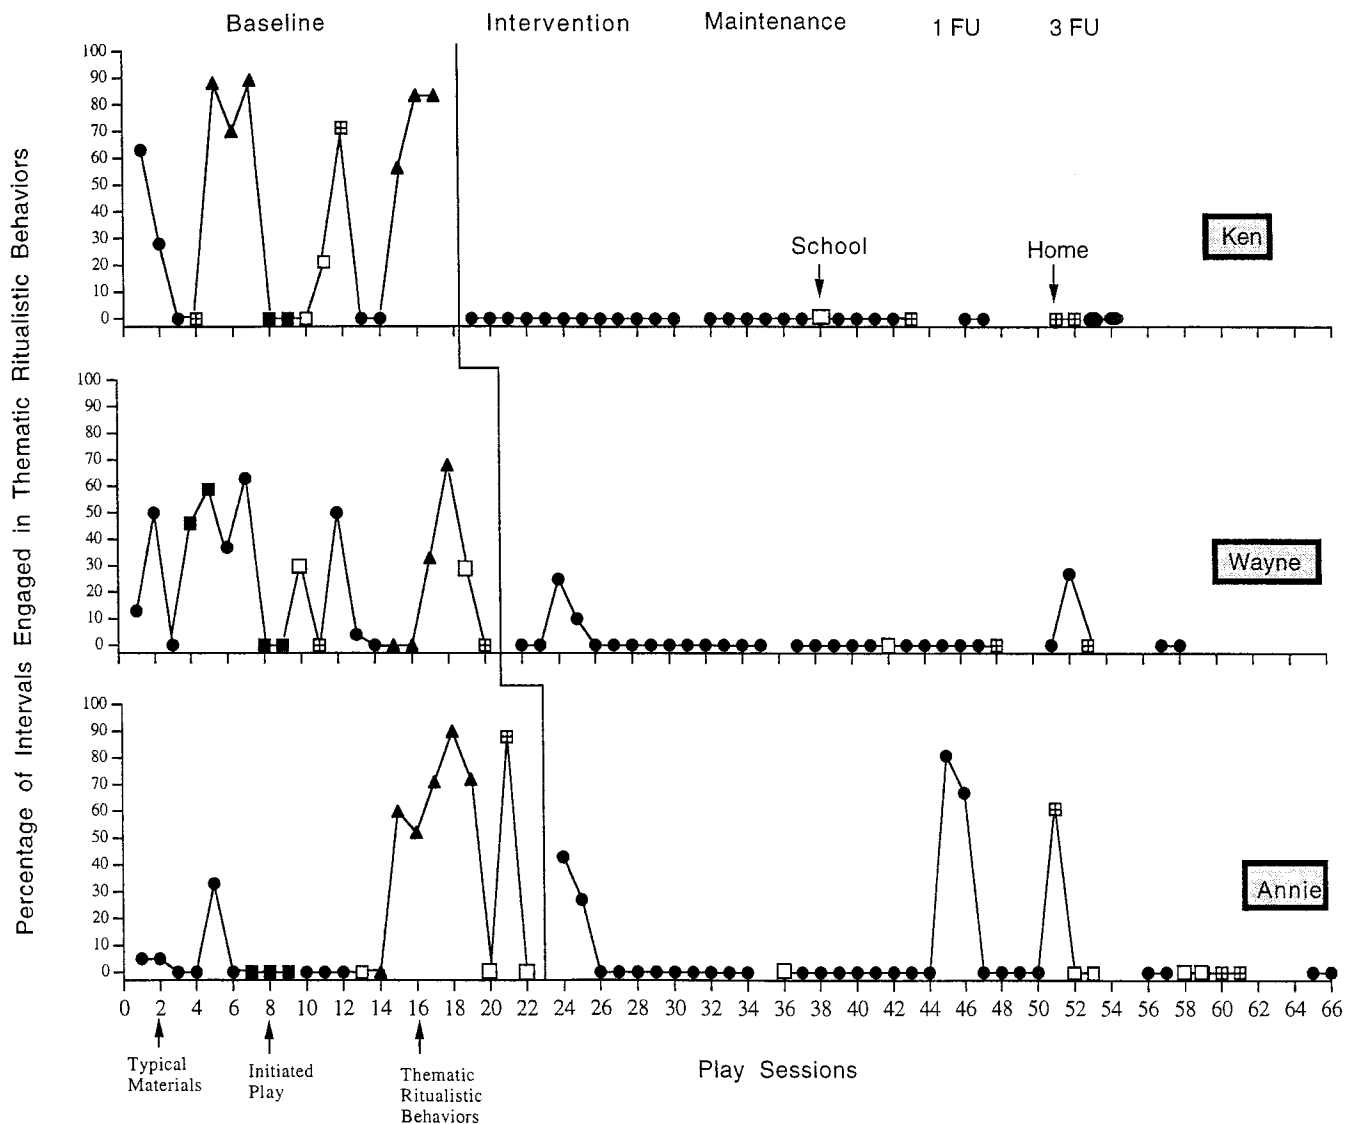 Baseline
Intervention
Maintenance
1 FU
3 FU
Percentage of Intervals Engaged in Thematic Ritualistic Behaviors
100
90
80
70
60
50
40
30
20
10
0
School
Home
Ken
100
90
80
70
60
50
40
30
20
10
0
Wayne
100
90
80
70
60
50
40
30
20
10
0
Annie
0 2 4 6 8 10 12 14 16 18 20 22 24 26 28 30 32 34 36 38 40 42 44 46 48 50 52 54 56 58 60 62 64 66
Typical
Materials
Initiated
Play
Thematic
Ritualistic
Behaviors
Play Sessions